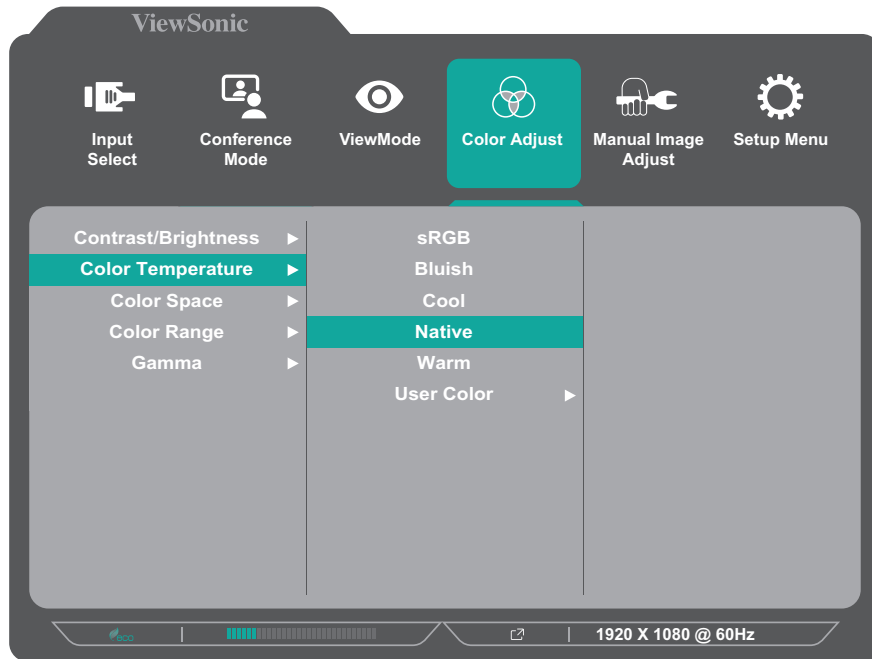 ViewSonic
Input
Select
Conference
Mode
ViewMode
Color Adjust
Manual Image
Adjust
Setup Menu
Contrast/Brightness
Color Temperature
Color Space
Color Range
Gamma
sRGB
Bluish
Cool
Native
Warm
User Color
eco
1920 X 1080 @ 60Hz